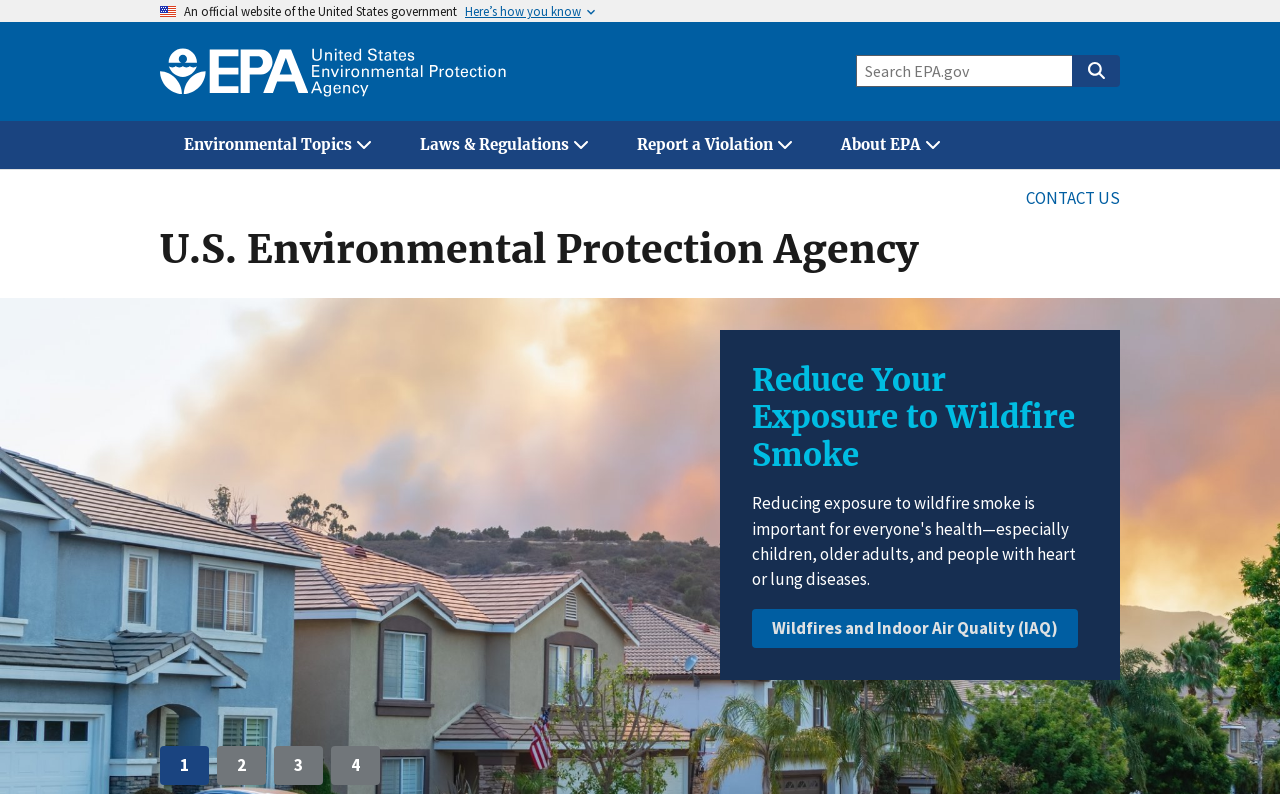 An official website of the United States government Here's how you know
EPA United States
Environmental Protection
Agency
Search EPA.gov
Environmental Topics
Laws & Regulations
Report a Violation
About EPA
CONTACT US
U.S. Environmental Protection Agency
Reduce Your
Exposure to Wildfire
Smoke
Reducing exposure to wildfire smoke is
important for everyone's health—especially
children, older adults, and people with heart
or lung diseases.
Wildfires and Indoor Air Quality (IAQ)
1 2 3 4